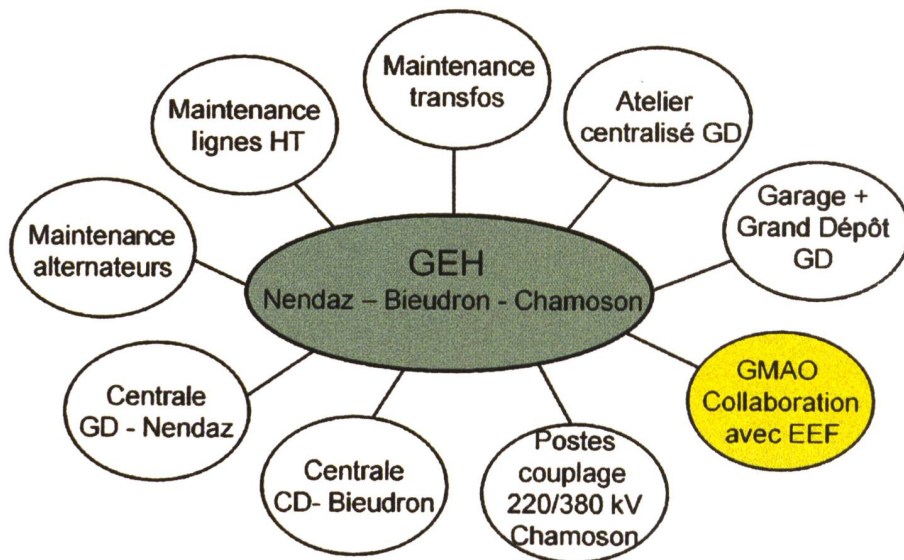 Maintenance
transfos
Maintenance
lignes HT
Atelier
centralisé GD
Garage +
Grand Dépôt
GD
Maintenance
alternateurs
GEH
Nendaz – Bieudron - Chamoson
GMAO
Collaboration
avec EEF
Centrale
GD - Nendaz
Centrale
CD- Bieudron
Postes
couplage
220/380 kV
Chamoson